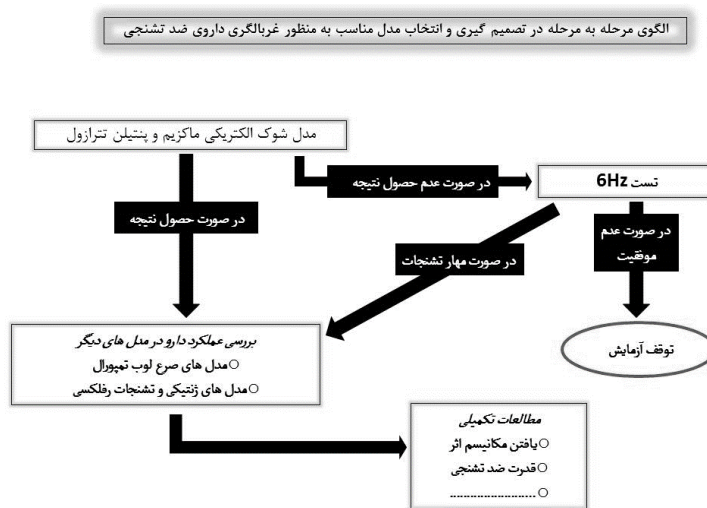 الگوی مرحله به مرحله در تصمیم گیری و انتخاب مدل مناسب به منظور غربالگری داروی ضد تشنجی
مدل شوک الکتریکی ماکزیم و پنتیلن تترازول
در صورت عدم حصول نتیجه
تست 6Hz
در صورت حصول نتیجه
در صورت مهار تشنجات
در صورت عدم
موفقیت
توقف آزمایش
بررسی عملکرد دارو در مدل های دیگر
○مدل های صرع لوب تمپورال
○مدل های ژنتیکی و تشنجات رفلکسی
مطالعات تکمیلی
○یافتن مکانیسم اثر
○قدرت ضد تشنجی
○.........................